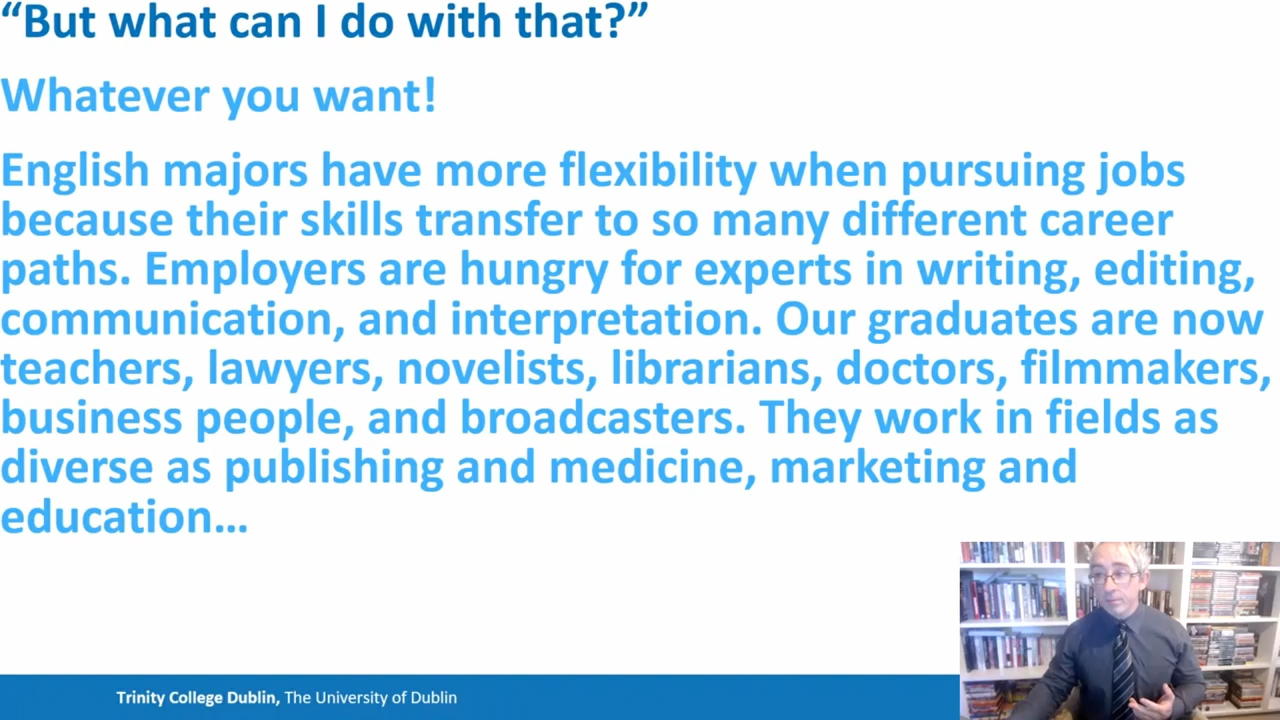 “But what can I do with that?”
Whatever you want!
English majors have more flexibility when pursuing jobs
because their skills transfer to so many different career
paths. Employers are hungry for experts in writing, editing,
communication, and interpretation. Our graduates are now
teachers, lawyers, novelists, librarians, doctors, filmmakers,
business people, and broadcasters. They work in fields as
diverse as publishing and medicine, marketing and
education…
Trinity College Dublin, The University of Dublin